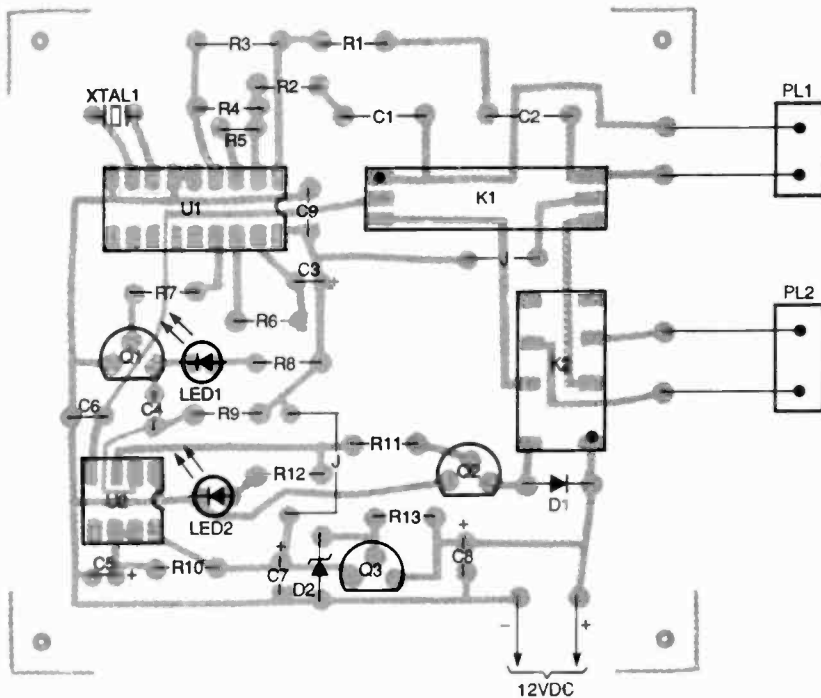 R3
R1
R2
XTAL1
PL1
R4
C1
C2
R5
U1
C9
K1
C3
+
J
R7
R6
PL2
Q1
R8
K2
LED1
C6
C4
R9
R11
J
Q2
U2
R12
LED2
D1
R13
+
+
C5
+
R10
C7
D2
Q3
C8
-
+
12VDC